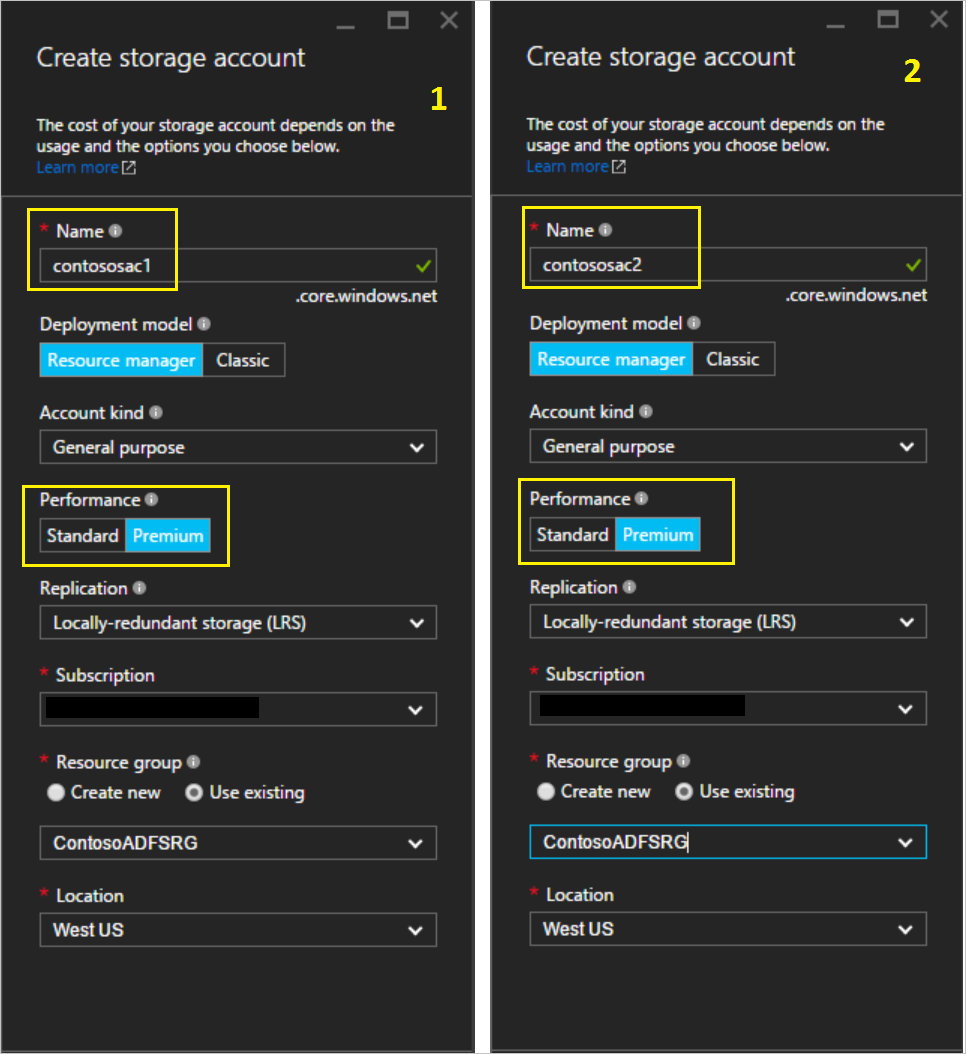 Create storage account
1
The cost of your storage account depends on the
usage and the options you choose below.
Learn more
* Name
contososac1
.core.windows.net
Deployment model
Resource manager Classic
Account kind
General purpose
Performance
Standard Premium
Replication
Locally-redundant storage (LRS)
* Subscription
* Resource group
Create new Use existing
ContosoADFSRG
* Location
West US
Create storage account
2
The cost of your storage account depends on the
usage and the options you choose below.
Learn more
* Name
contososac2
.core.windows.net
Deployment model
Resource manager Classic
Account kind
General purpose
Performance
Standard Premium
Replication
Locally-redundant storage (LRS)
* Subscription
* Resource group
Create new Use existing
ContosoADFSRG
* Location
West US